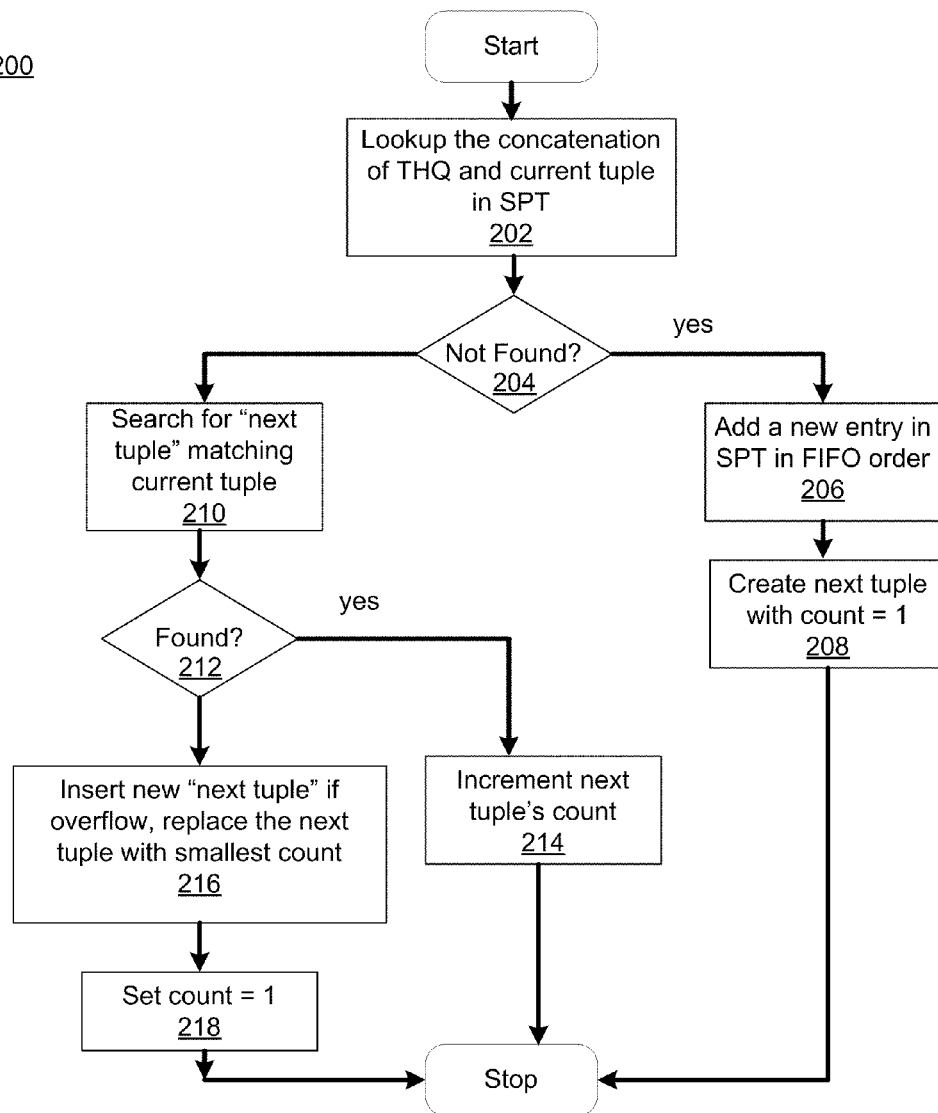 Start
200
Lookup the concatenation
of THQ and current tuple
in SPT
202
yes
Not Found?
204
Search for “next
tuple” matching
current tuple
210
Add a new entry in
SPT in FIFO order
206
Create next tuple
with count = 1
208
yes
Found?
212
Insert new “next tuple” if
overflow, replace the next
tuple with smallest count
216
Increment next
tuple’s count
214
Set count = 1
218
Stop